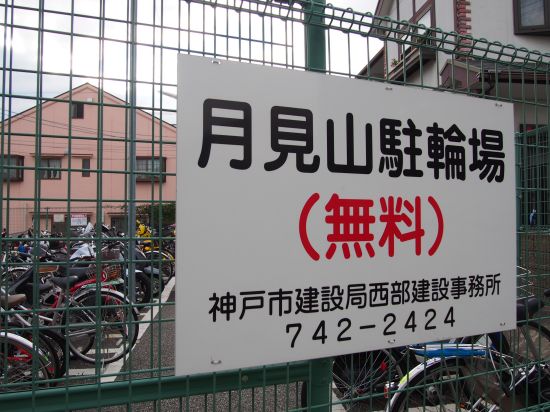 月見山駐輪場
（無料）
神戸市建設局西部建設事務所
742-2424